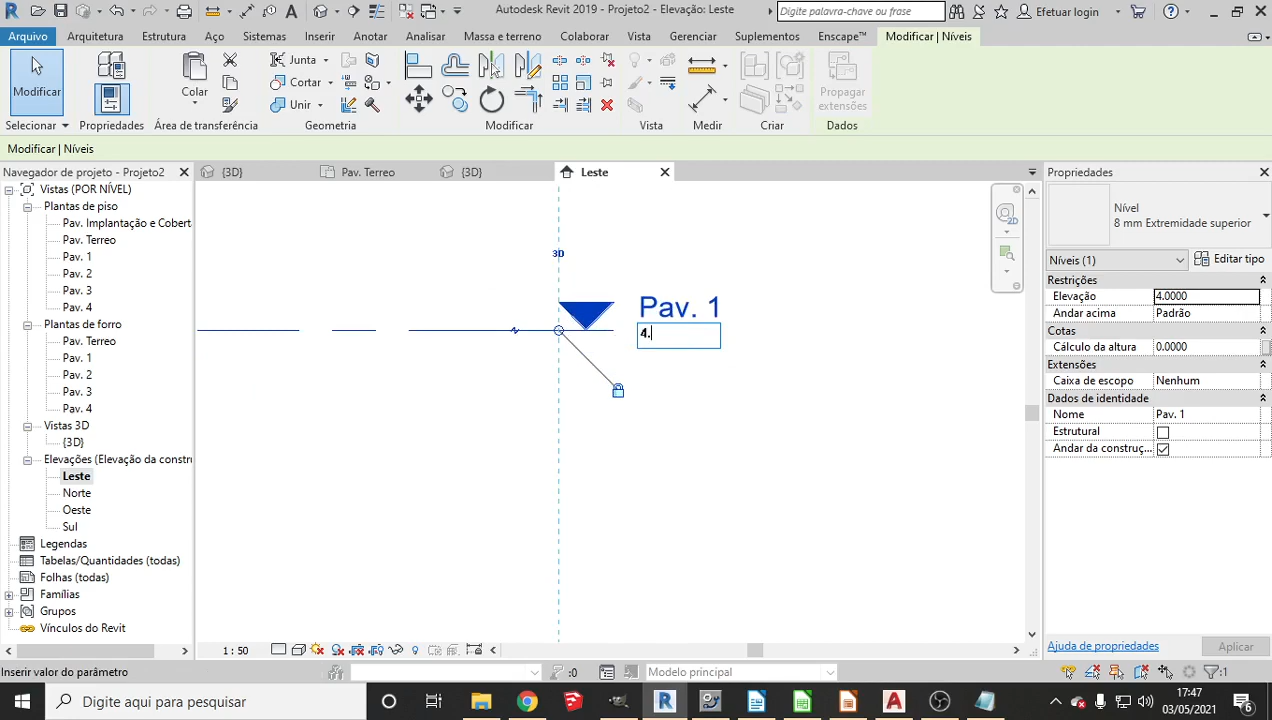 Autodesk Revit 2019 - Projeto2 - Elevação: Leste
Digite palavra-chave ou frase
Efetuar login
Arquivo
Arquitetura
Estrutura
Aço
Sistemas
Inserir
Anotar
Analisar
Massa e terreno
Colaborar
Vista
Gerenciar
Suplementos
Enscape™
Modificar | Níveis
Modificar
Colar
Junta
Cortar
Unir
Propagar
extensões
Selecionar
Propriedades
Área de transferência
Geometria
Modificar
Vista
Medir
Criar
Dados
Modificar | Níveis
Navegador de projeto - Projeto2
{3D}
Pav. Terreo
{3D}
Leste
Propriedades
Vistas (POR NÍVEL)
Plantas de piso
Pav. Implantação e Cobert
Pav. Terreo
Pav. 1
Pav. 2
Pav. 3
Pav. 4
Plantas de forro
Pav. Terreo
Pav. 1
Pav. 2
Pav. 3
Pav. 4
Vistas 3D
{3D}
Elevações (Elevação da constru
Leste
Norte
Oeste
Sul
Legendas
Tabelas/Quantidades (todas)
Folhas (todas)
Famílias
Grupos
Vínculos do Revit
3D
Pav. 1
4.
2D
Nível
8 mm Extremidade superior
Níveis (1)
Editar tipo
Restrições
Elevação 4.0000
Andar acima Padrão
Cotas
Cálculo da altura 0.0000
Extensões
Caixa de escopo Nenhum
Dados de identidade
Nome Pav. 1
Estrutural
Andar da construç...
1 : 50
Ajuda de propriedades
Aplicar
Inserir valor do parâmetro
:0
Modelo principal
:1
Digite aqui para pesquisar
17:47
03/05/2021
6